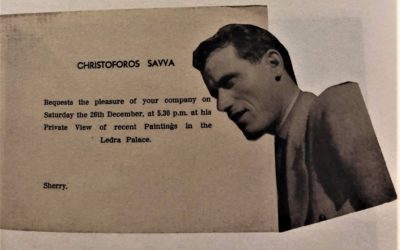 CHRISTOFOROS SAVVA
Requests the pleasure of your company on
Saturday the 26th December, at 5.30 p.m. at his
Private View of recent Paintings in the
Ledra Palace.
Sherry.